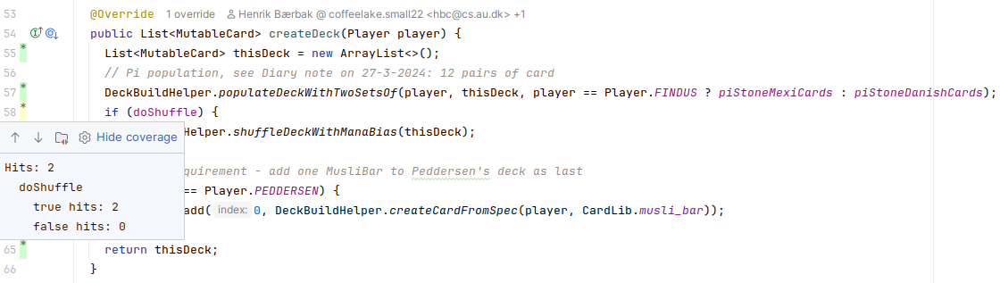 53 @Override 1 override Henrik Bærbak @ coffeelake.small22 <hbc@cs.au.dk> +1
54 public List<MutableCard> createDeck(Player player) {
55 List<MutableCard> thisDeck = new ArrayList<>();
56 // Pi population, see Diary note on 27-3-2024: 12 pairs of card
57 DeckBuildHelper.populateDeckWithTwoSetsOf(player, thisDeck, player == Player.FINDUS ? piStoneMexiCards : piStoneDanishCards);
58 if (doShuffle) {
Hide coverage Helper.shuffleDeckWithManaBias(thisDeck);
Hits: 2 quirement - add one MusliBar to Peddersen's deck as last
doShuffle == Player.PEDDERSEN) {
true hits: 2 add( index: 0, DeckBuildHelper.createCardFromSpec(player, CardLib.musli_bar));
false hits: 0
65 return thisDeck;
66 }